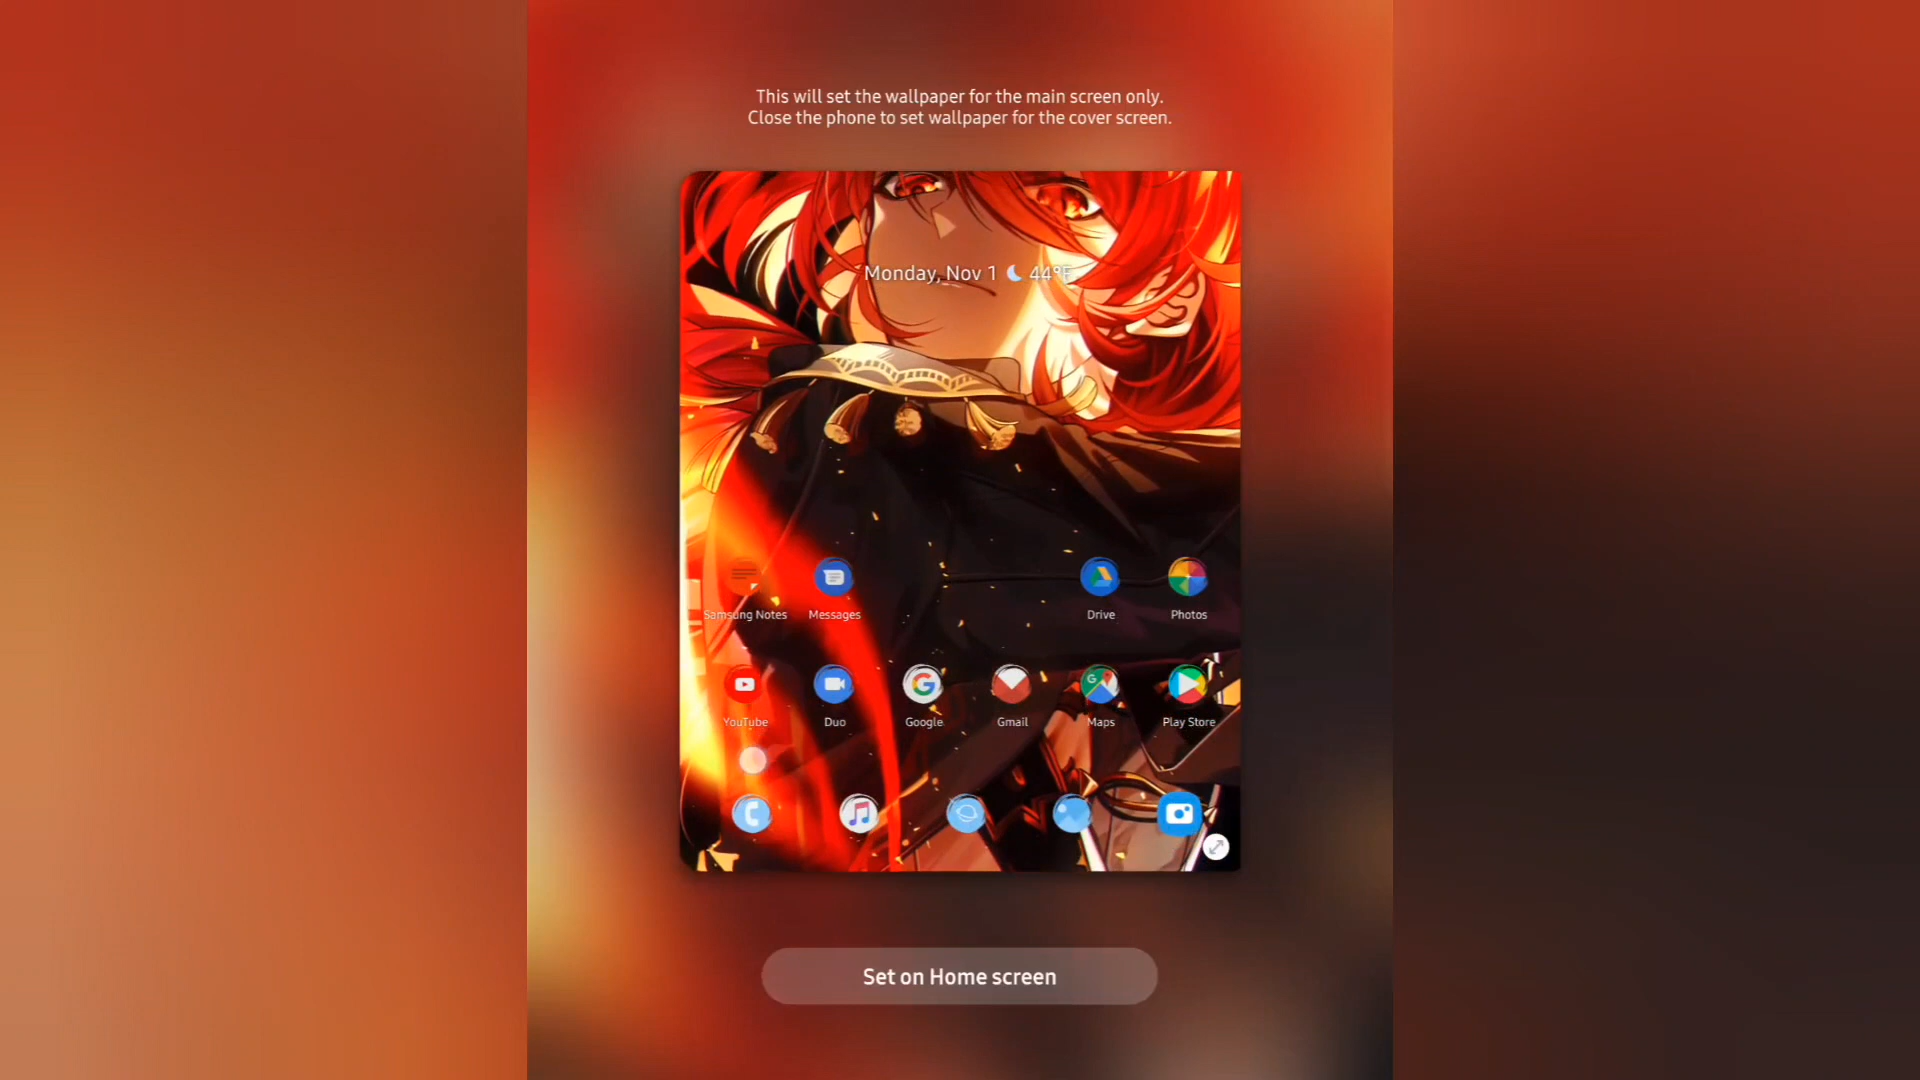 This will set the wallpaper for the main screen only.
Close the phone to set wallpaper for the cover screen.
Monday, Nov 1 44°F
Samsung Notes Messages Drive Photos
YouTube Duo Google Gmail Maps Play Store
Set on Home screen